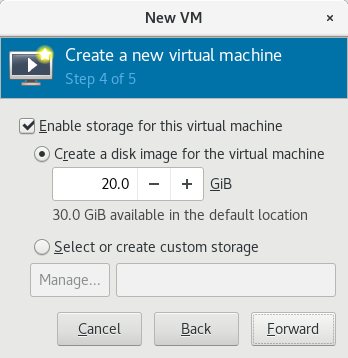 New VM
Create a new virtual machine
Step 4 of 5
Enable storage for this virtual machine
Create a disk image for the virtual machine
20.0 − + GiB
30.0 GiB available in the default location
Select or create custom storage
Manage...
Cancel Back Forward